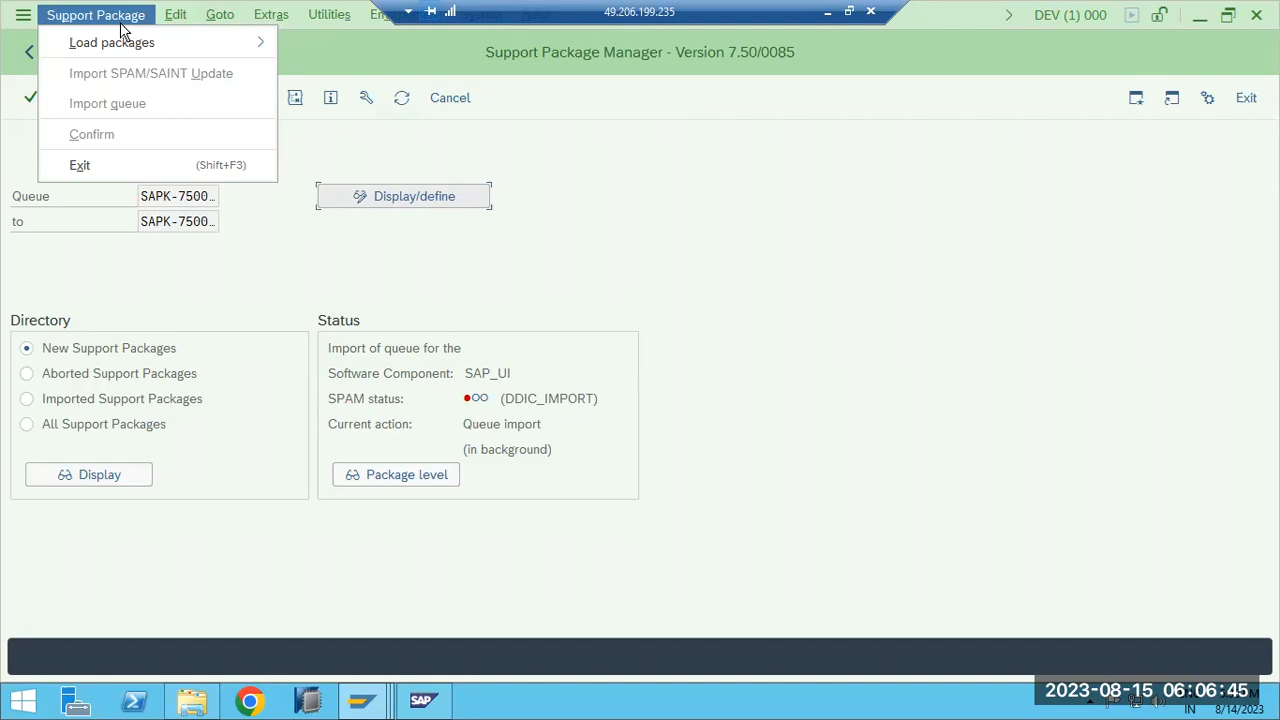 Support Package Edit Goto Extras Utilities 49.206.199.235 DEV (1) 000
Load packages
Import SPAM/SAINT Update
Import queue
Confirm
Exit (Shift+F3)
Support Package Manager - Version 7.50/0085
Cancel Exit
Queue SAPK-7500… Display/define
to SAPK-7500…
Directory
New Support Packages
Aborted Support Packages
Imported Support Packages
All Support Packages
Display
Status
Import of queue for the
Software Component: SAP_UI
SPAM status: (DDIC_IMPORT)
Current action: Queue import
(in background)
Package level
SAP
2023-08-15 06:06:45
IN 8/14/2023